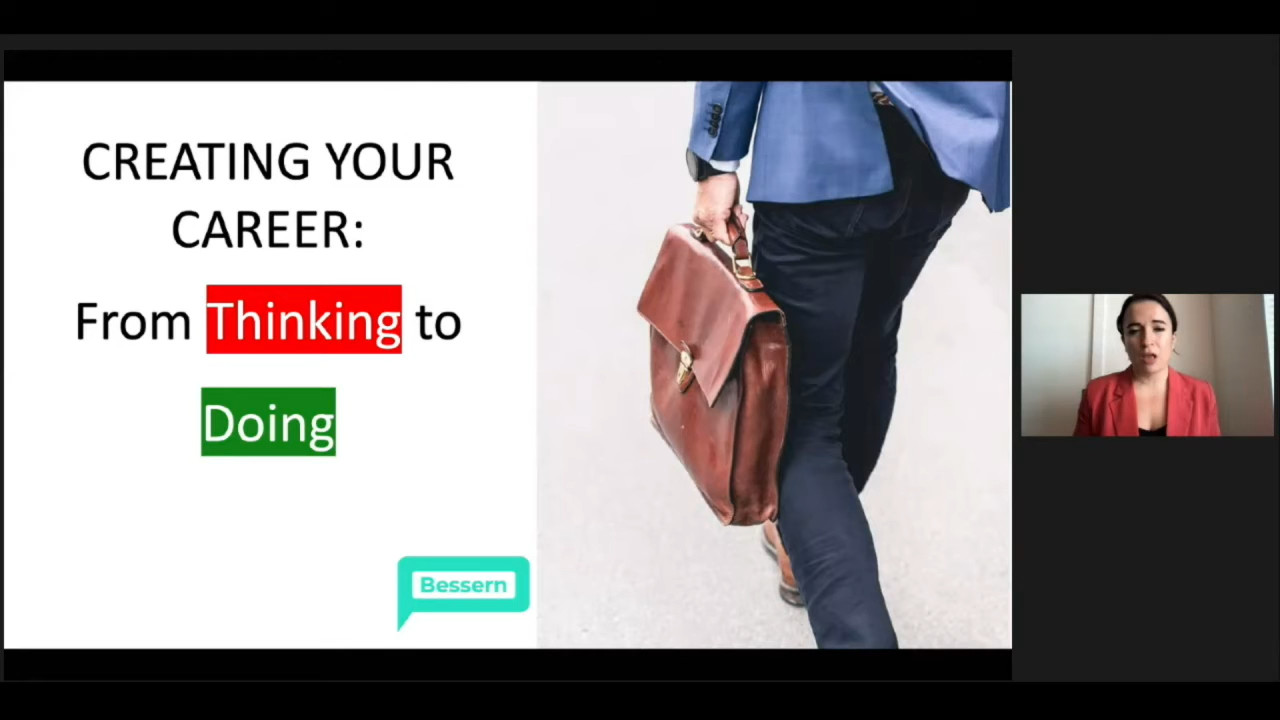 CREATING YOUR
CAREER:
From Thinking to
Doing
Bessern